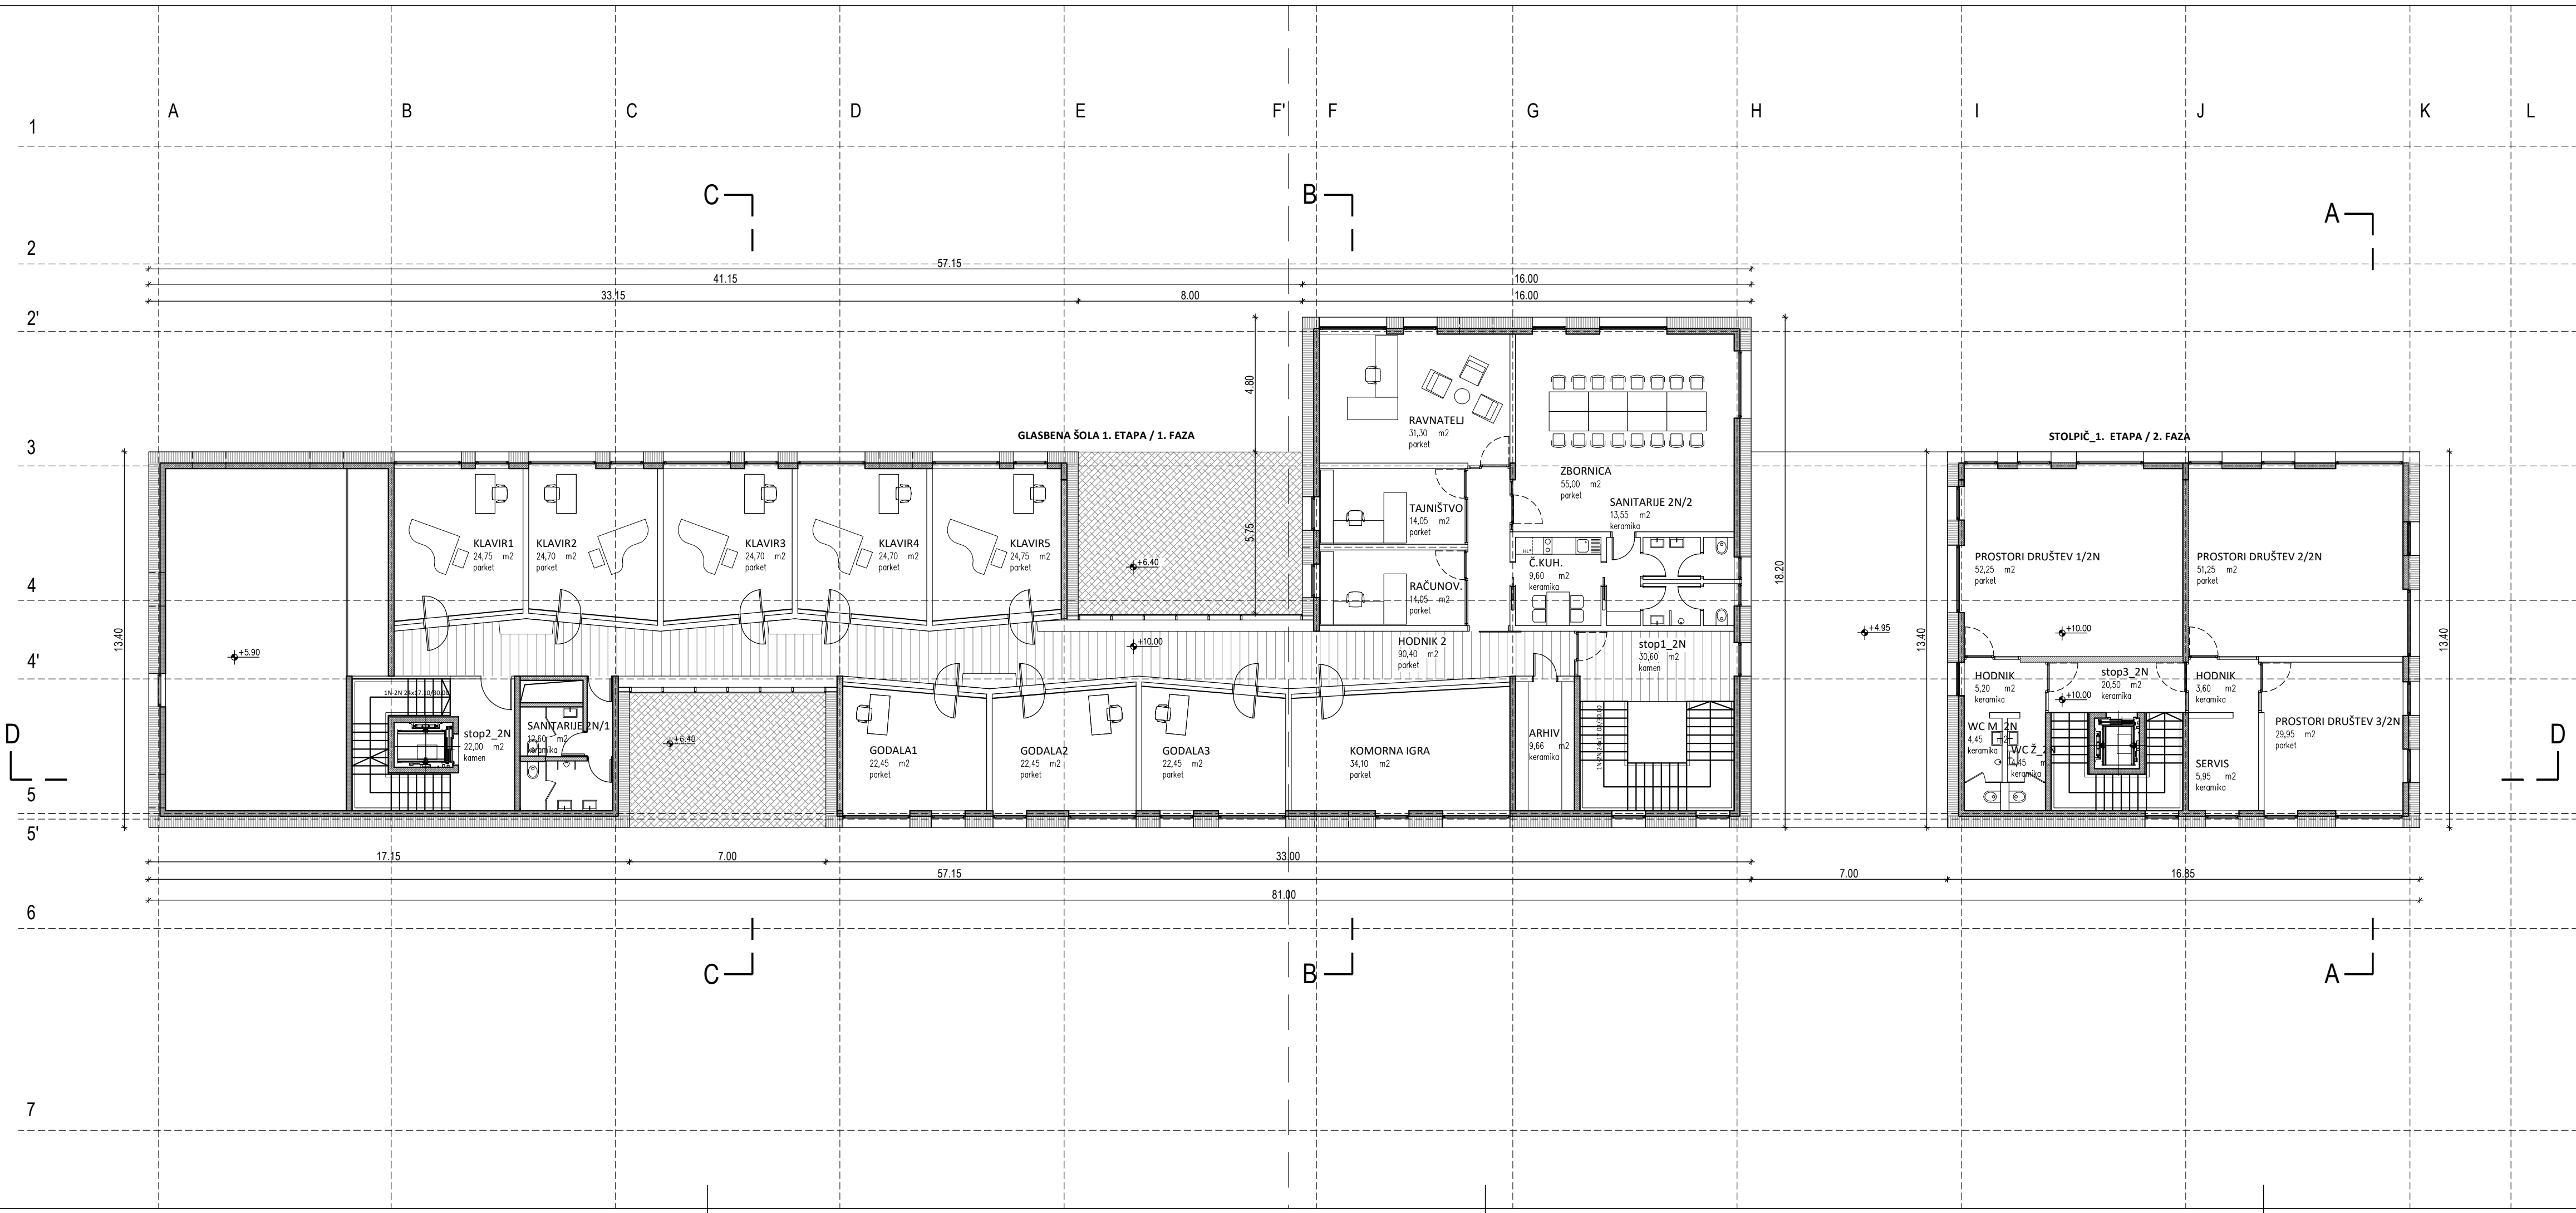 A B C D E F' F G H I J K L
1
C B A
2
57.15
41.15 16.00
33.15 8.00 16.00
2'
4.80
RAVNATELJ
31,30 m2
parket
GLASBENA ŠOLA 1. ETAPA / 1. FAZA
STOLPIČ_1. ETAPA / 2. FAZA
3
ZBORNICA
55,00 m2
parket
SANITARIJE 2N/2
13,55 m2
keramika
TAJNIŠTVO
14,05 m2
parket
5.75
KLAVIR1
24,75 m2
parket
KLAVIR2
24,70 m2
parket
KLAVIR3
24,70 m2
parket
KLAVIR4
24,70 m2
parket
KLAVIR5
24,75 m2
parket
+6.40
HL*
Č.KUH.
9,60 m2
keramika
PROSTORI DRUŠTEV 1/2N
52,25 m2
parket
PROSTORI DRUŠTEV 2/2N
51,25 m2
parket
18.20
4
RAČUNOV.
14,05 m2
parket
13.40
+4.95
13.40
+10.00
13.40
+10.00
HODNIK 2
90,40 m2
parket
stop1_2N
30,60 m2
kamen
+5.90
4'
HODNIK
5,20 m2
keramika
stop3_2N
20,50 m2
keramika
+10.00
HODNIK
3,60 m2
keramika
1N-2N 24x17.10/30.00
stop2_2N
22,00 m2
kamen
SANITARIJE 2N/1
12,60 m2
keramika
+6.40
GODALA1
22,45 m2
parket
GODALA2
22,45 m2
parket
GODALA3
22,45 m2
parket
KOMORNA IGRA
34,10 m2
parket
ARHIV
9,66 m2
keramika
WC M_2N
4,45 m2
keramika
WC Ž_2N
4,45 m2
keramika
PROSTORI DRUŠTEV 3/2N
29,95 m2
parket
SERVIS
5,95 m2
keramika
D D
5
5'
17.15 7.00 33.00
57.15 7.00 16.85
81.00
6
C B A
7